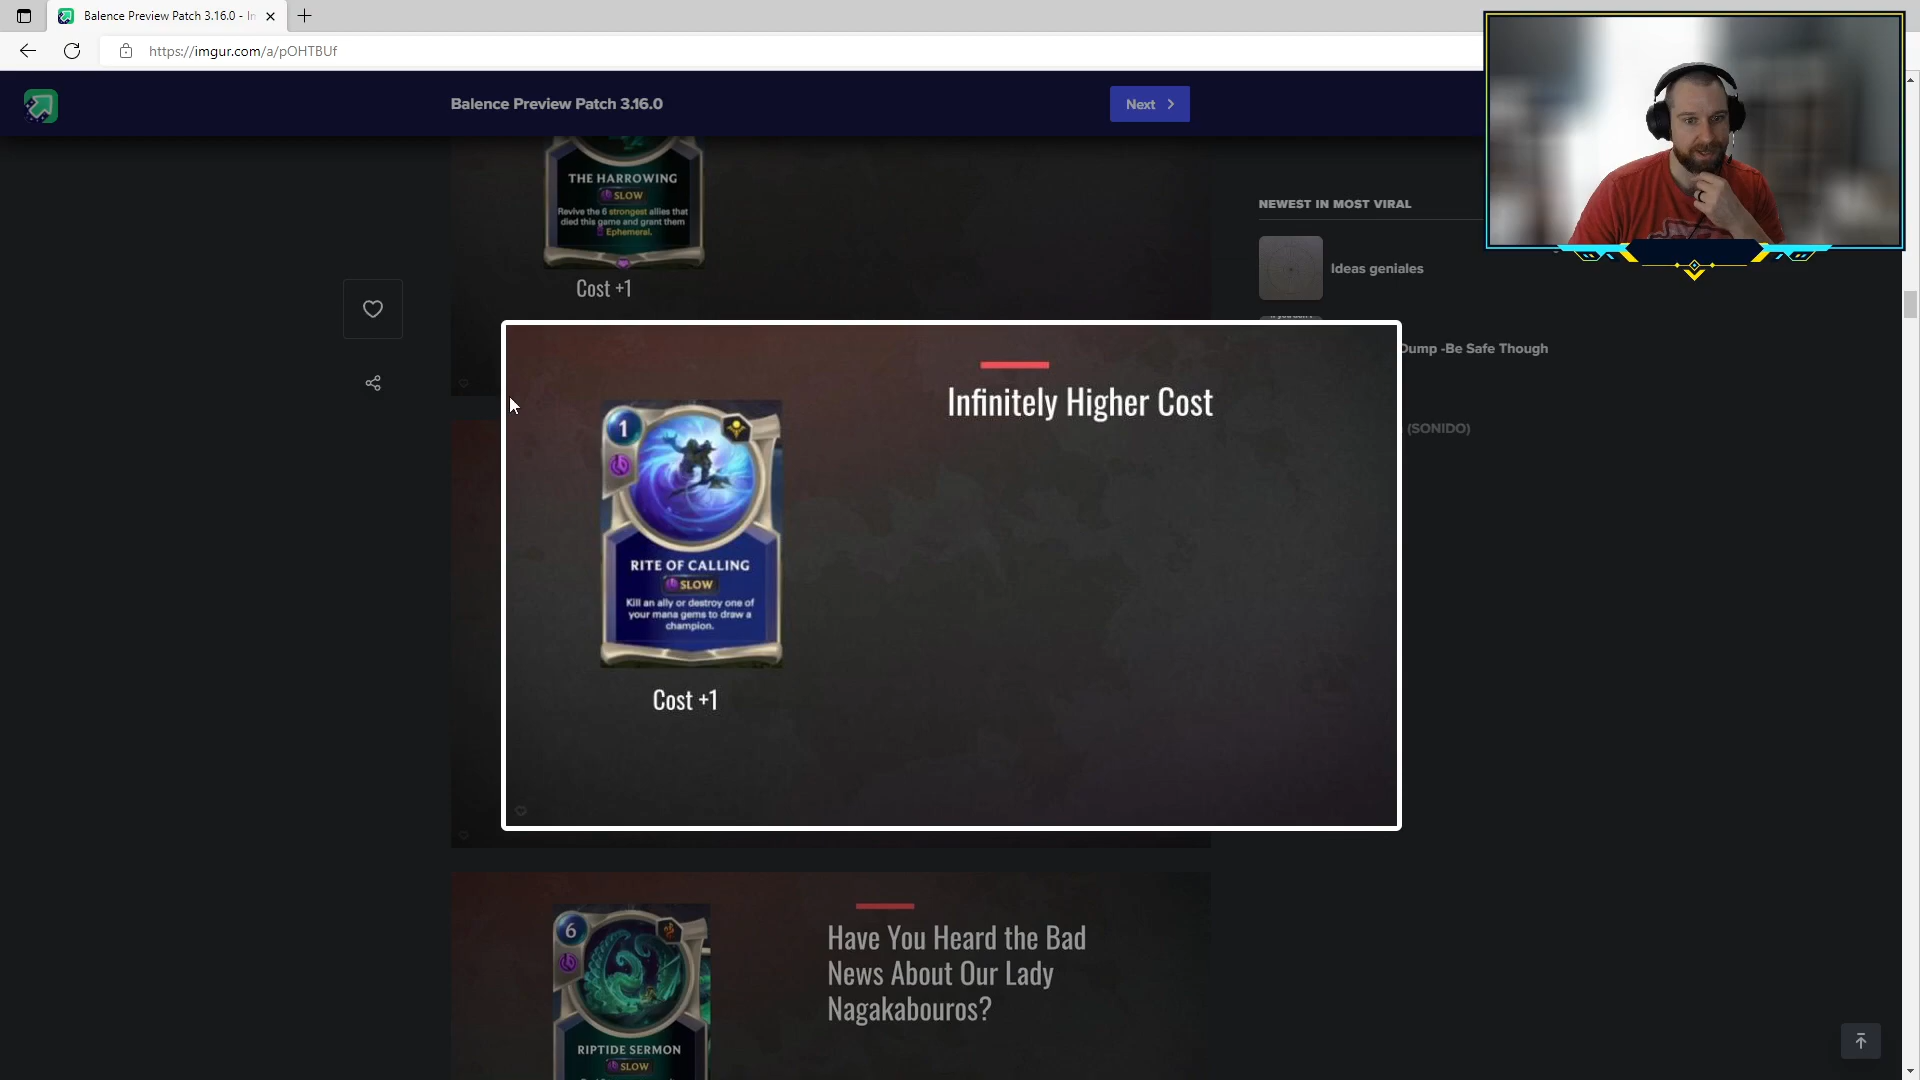 Balence Preview Patch 3.16.0 - In
https://imgur.com/a/pOHTBUf
Balence Preview Patch 3.16.0
Next
THE HARROWING
SLOW
Revive the 6 strongest allies that
died this game and grant them
Ephemeral.
Cost +1
NEWEST IN MOST VIRAL
Ideas geniales
Dump -Be Safe Though
(SONIDO)
Infinitely Higher Cost
1
RITE OF CALLING
SLOW
Kill an ally or destroy one of
your mana gems to draw a
champion.
Cost +1
6
Have You Heard the Bad
News About Our Lady
Nagakabouros?
RIPTIDE SERMON
SLOW